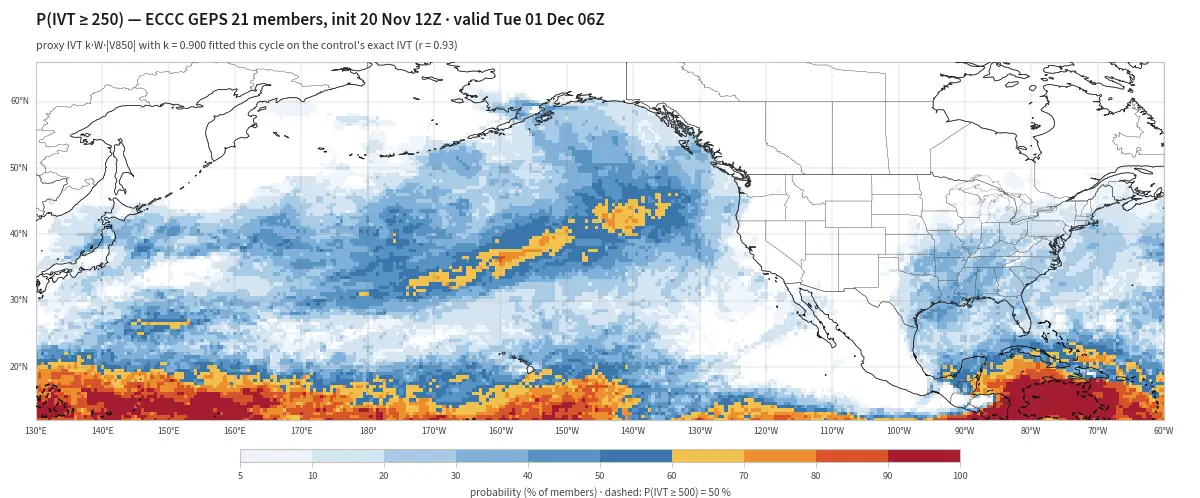 P(IVT ≥ 250) — ECCC GEPS 21 members, init 20 Nov 12Z · valid Tue 01 Dec 06Z
proxy IVT k·W·|V850| with k = 0.900 fitted this cycle on the control's exact IVT (r = 0.93)
60°N
50°N
40°N
30°N
20°N
130°E 140°E 150°E 160°E 170°E 180° 170°W 160°W 150°W 140°W 130°W 120°W 110°W 100°W 90°W 80°W 70°W 60°W
5 10 20 30 40 50 60 70 80 90 100
probability (% of members) · dashed: P(IVT ≥ 500) = 50 %